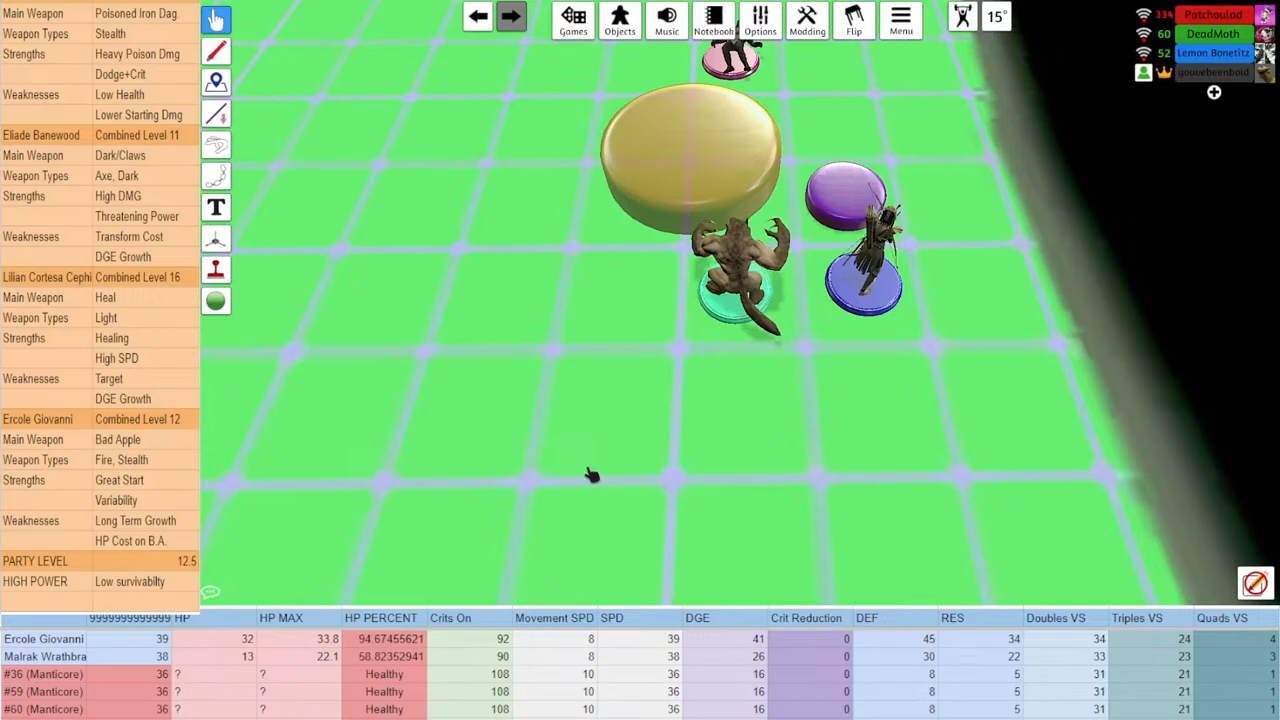 Main Weapon Poisoned Iron Dag.
Weapon Types Stealth
Strengths Heavy Poison Dmg
Dodge+Crit
Weaknesses Low Health
Lower Starting Dmg
Eliade Banewood Combined Level 11
Main Weapon Dark/Claws
Weapon Types Axe, Dark
Strengths High DMG
Threatening Power
Weaknesses Transform Cost
DGE Growth
Lilian Cortesa Cephi Combined Level 16
Main Weapon Heal
Weapon Types Light
Strengths Healing
High SPD
Weaknesses Target
DGE Growth
Ercole Giovanni Combined Level 12
Main Weapon Bad Apple
Weapon Types Fire, Stealth
Strengths Great Start
Variability
Weaknesses Long Term Growth
HP Cost on B.A.
PARTY LEVEL 12.5
HIGH POWER Low survivabilty
Games Objects Music Notebook Options Modding Flip Menu 15°
T
334 Patchoulad
60 DeadMoth
52 Lemon Bonetitz
youvebeenbaid
9999999999999 HP HP MAX HP PERCENT Crits On Movement SPD SPD DGE Crit Reduction DEF RES Doubles VS Triples VS Quads VS
Ercole Giovanni 39 32 33.8 94.67455621 92 8 39 41 0 45 34 34 24 4
Malrak Wrathbra 38 13 22.1 58.82352941 90 8 38 26 0 30 22 33 23 3
#36 (Manticore) 36 ? ? Healthy 108 10 36 16 0 8 5 31 21 1
#59 (Manticore) 36 ? ? Healthy 108 10 36 16 0 8 5 31 21 1
#60 (Manticore) 36 ? ? Healthy 108 10 36 16 0 8 5 31 21 1